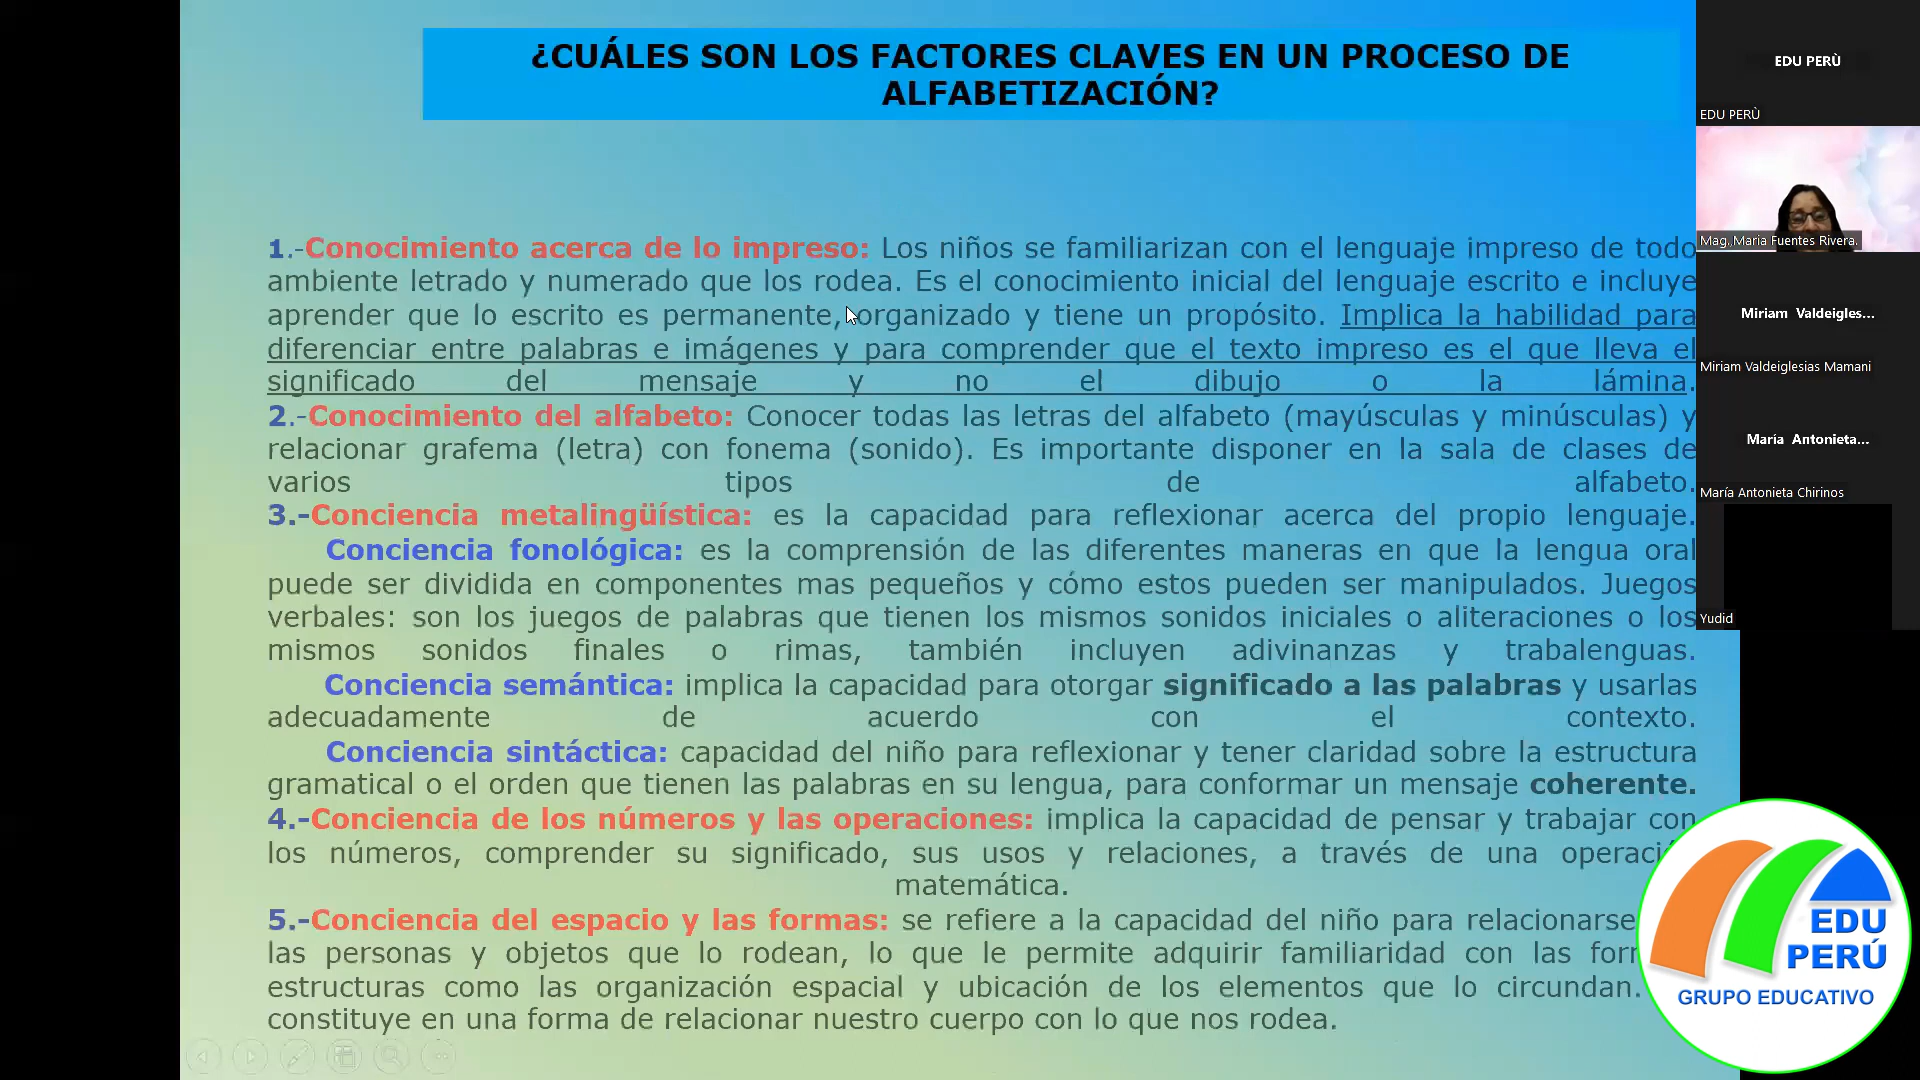 ¿CUÁLES SON LOS FACTORES CLAVES EN UN PROCESO DE
ALFABETIZACIÓN?
1.-Conocimiento acerca de lo impreso: Los niños se familiarizan con el lenguaje impreso de todo
ambiente letrado y numerado que los rodea. Es el conocimiento inicial del lenguaje escrito e incluye
aprender que lo escrito es permanente, organizado y tiene un propósito. Implica la habilidad para
diferenciar entre palabras e imágenes y para comprender que el texto impreso es el que lleva el
significado del mensaje y no el dibujo o la lámina.
2.-Conocimiento del alfabeto: Conocer todas las letras del alfabeto (mayúsculas y minúsculas) y
relacionar grafema (letra) con fonema (sonido). Es importante disponer en la sala de clases de
varios tipos de alfabeto.
3.-Conciencia metalingüística: es la capacidad para reflexionar acerca del propio lenguaje.
Conciencia fonológica: es la comprensión de las diferentes maneras en que la lengua oral
puede ser dividida en componentes mas pequeños y cómo estos pueden ser manipulados. Juegos
verbales: son los juegos de palabras que tienen los mismos sonidos iniciales o aliteraciones o los
mismos sonidos finales o rimas, también incluyen adivinanzas y trabalenguas.
Conciencia semántica: implica la capacidad para otorgar significado a las palabras y usarlas
adecuadamente de acuerdo con el contexto.
Conciencia sintáctica: capacidad del niño para reflexionar y tener claridad sobre la estructura
gramatical o el orden que tienen las palabras en su lengua, para conformar un mensaje coherente.
4.-Conciencia de los números y las operaciones: implica la capacidad de pensar y trabajar con
los números, comprender su significado, sus usos y relaciones, a través de una operación
matemática.
5.-Conciencia del espacio y las formas: se refiere a la capacidad del niño para relacionarse
las personas y objetos que lo rodean, lo que le permite adquirir familiaridad con las
estructuras como las organización espacial y ubicación de los elementos que lo circundan.
constituye en una forma de relacionar nuestro cuerpo con lo que nos rodea.
EDU PERÙ
EDU PERÙ
Mag. Maria Fuentes Rivera.
Miriam Valdeigles...
Miriam Valdeiglesias Mamani
María Antonieta...
María Antonieta Chirinos
Yudid
EDU
PERÚ
GRUPO EDUCATIVO